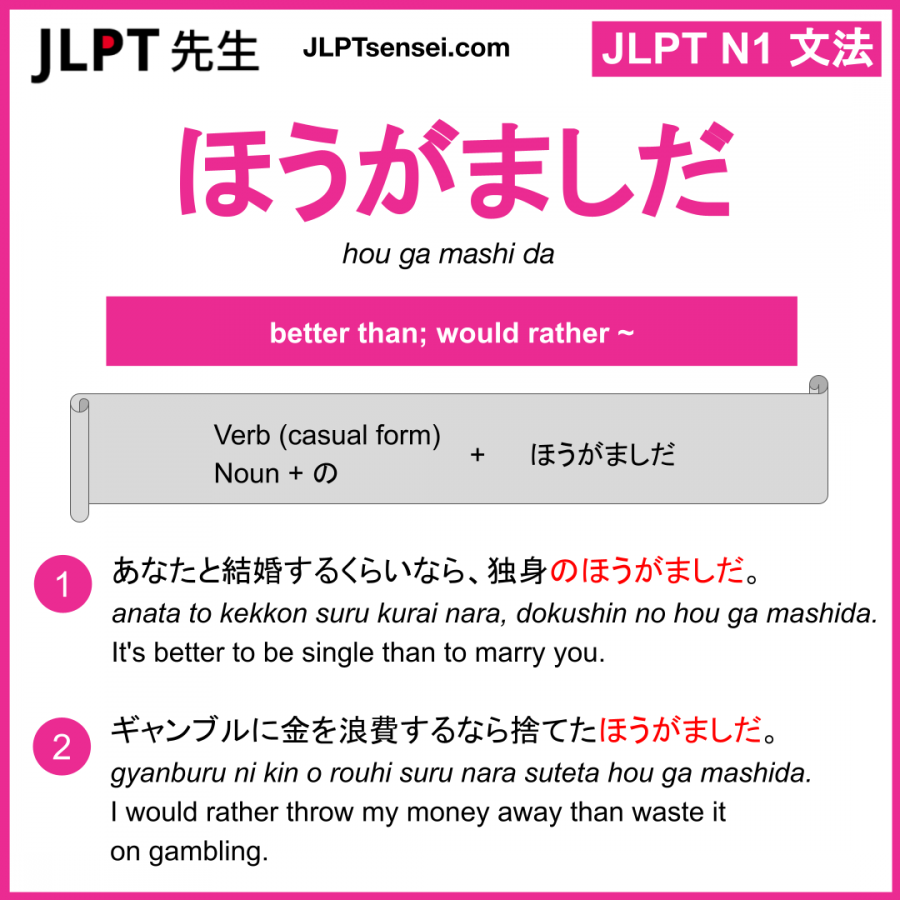 JLPT 先生
JLPTsensei.com
JLPT N1 文法
ほうがましだ
hou ga mashi da
better than; would rather ~
Verb (casual form)
Noun + の
+
ほうがましだ
1
あなたと結婚するくらいなら、独身のほうがましだ。
anata to kekkon suru kurai nara, dokushin no hou ga mashida.
It's better to be single than to marry you.
2
ギャンブルに金を浪費するなら捨てたほうがましだ。
gyanburu ni kin o rouhi suru nara suteta hou ga mashida.
I would rather throw my money away than waste it
on gambling.